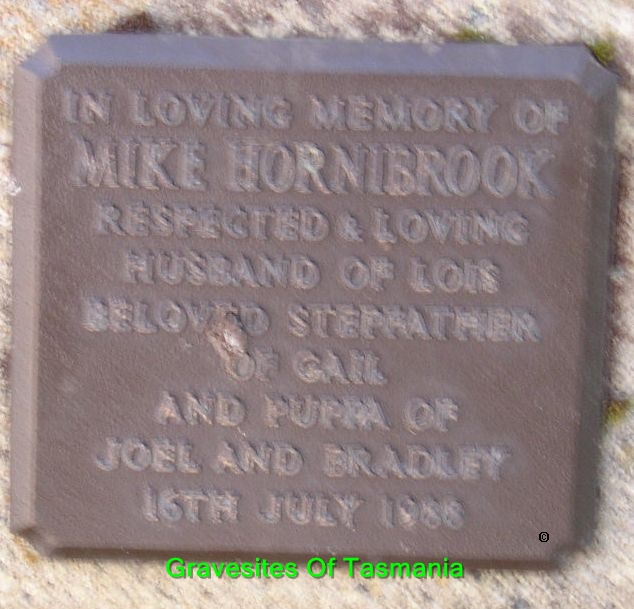 IN LOVING MEMORY OF
MIKE HORNIBROOK
RESPECTED & LOVING
HUSBAND OF LOIS
BELOVED STEPFATHER
OF GAIL
AND PUPPA OF
JOEL AND BRADLEY
16TH JULY 1988
©
Gravesites Of Tasmania